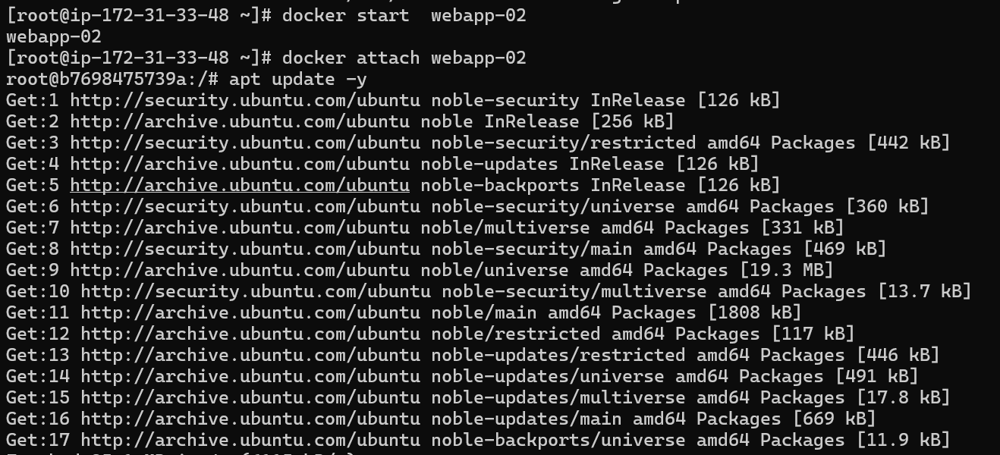 [root@ip-172-31-33-48 ~]# docker start  webapp-02
webapp-02
[root@ip-172-31-33-48 ~]# docker attach webapp-02
root@b7698475739a:/# apt update -y
Get:1 http://security.ubuntu.com/ubuntu noble-security InRelease [126 kB]
Get:2 http://archive.ubuntu.com/ubuntu noble InRelease [256 kB]
Get:3 http://security.ubuntu.com/ubuntu noble-security/restricted amd64 Packages [442 kB]
Get:4 http://archive.ubuntu.com/ubuntu noble-updates InRelease [126 kB]
Get:5 http://archive.ubuntu.com/ubuntu noble-backports InRelease [126 kB]
Get:6 http://security.ubuntu.com/ubuntu noble-security/universe amd64 Packages [360 kB]
Get:7 http://archive.ubuntu.com/ubuntu noble/multiverse amd64 Packages [331 kB]
Get:8 http://security.ubuntu.com/ubuntu noble-security/main amd64 Packages [469 kB]
Get:9 http://archive.ubuntu.com/ubuntu noble/universe amd64 Packages [19.3 MB]
Get:10 http://security.ubuntu.com/ubuntu noble-security/multiverse amd64 Packages [13.7 kB]
Get:11 http://archive.ubuntu.com/ubuntu noble/main amd64 Packages [1808 kB]
Get:12 http://archive.ubuntu.com/ubuntu noble/restricted amd64 Packages [117 kB]
Get:13 http://archive.ubuntu.com/ubuntu noble-updates/restricted amd64 Packages [446 kB]
Get:14 http://archive.ubuntu.com/ubuntu noble-updates/universe amd64 Packages [491 kB]
Get:15 http://archive.ubuntu.com/ubuntu noble-updates/multiverse amd64 Packages [17.8 kB]
Get:16 http://archive.ubuntu.com/ubuntu noble-updates/main amd64 Packages [669 kB]
Get:17 http://archive.ubuntu.com/ubuntu noble-backports/universe amd64 Packages [11.9 kB]